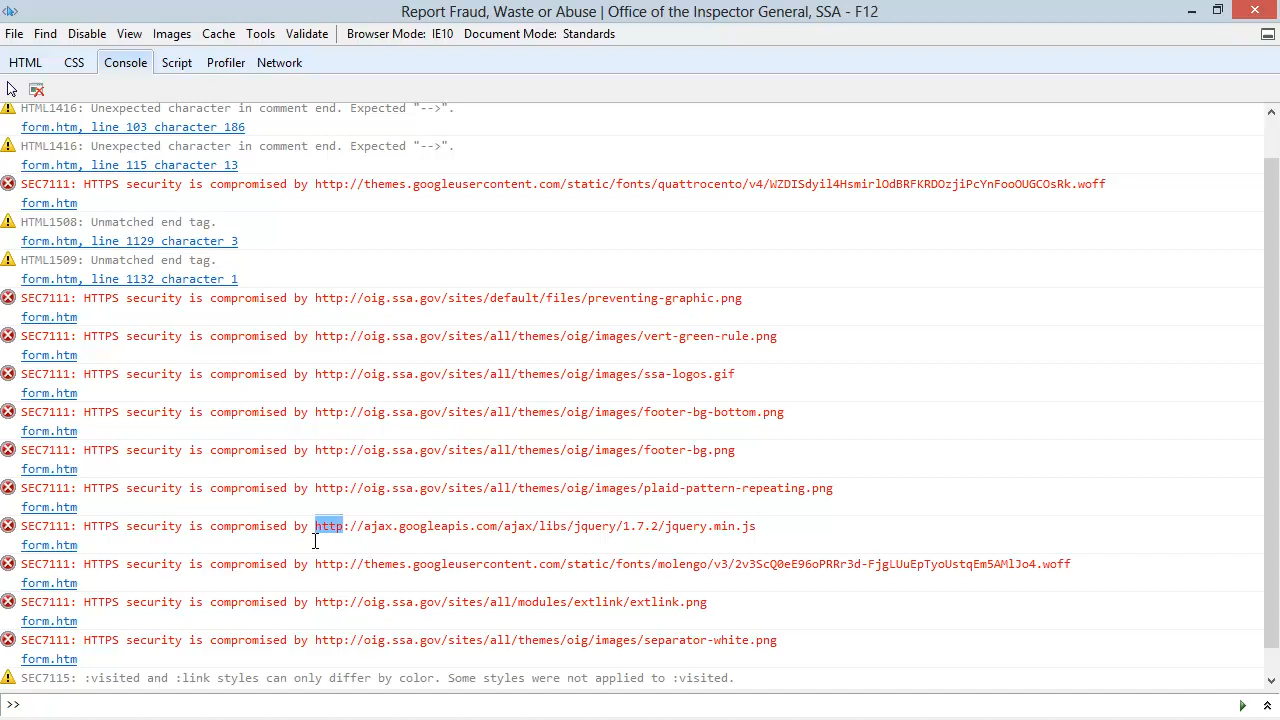 Report Fraud, Waste or Abuse | Office of the Inspector General, SSA - F12
File Find Disable View Images Cache Tools Validate Browser Mode: IE10 Document Mode: Standards
HTML CSS Console Script Profiler Network
HTML1416: Unexpected character in comment end. Expected "-->".
form.htm, line 103 character 186
HTML1416: Unexpected character in comment end. Expected "-->".
form.htm, line 115 character 13
SEC7111: HTTPS security is compromised by http://themes.googleusercontent.com/static/fonts/quattrocento/v4/WZDISdyil4HsmirlOdBRFKRDOzjiPcYnFooOUGCOsRk.woff
form.htm
HTML1508: Unmatched end tag.
form.htm, line 1129 character 3
HTML1509: Unmatched end tag.
form.htm, line 1132 character 1
SEC7111: HTTPS security is compromised by http://oig.ssa.gov/sites/default/files/preventing-graphic.png
form.htm
SEC7111: HTTPS security is compromised by http://oig.ssa.gov/sites/all/themes/oig/images/vert-green-rule.png
form.htm
SEC7111: HTTPS security is compromised by http://oig.ssa.gov/sites/all/themes/oig/images/ssa-logos.gif
form.htm
SEC7111: HTTPS security is compromised by http://oig.ssa.gov/sites/all/themes/oig/images/footer-bg-bottom.png
form.htm
SEC7111: HTTPS security is compromised by http://oig.ssa.gov/sites/all/themes/oig/images/footer-bg.png
form.htm
SEC7111: HTTPS security is compromised by http://oig.ssa.gov/sites/all/themes/oig/images/plaid-pattern-repeating.png
form.htm
SEC7111: HTTPS security is compromised by http://ajax.googleapis.com/ajax/libs/jquery/1.7.2/jquery.min.js
form.htm
SEC7111: HTTPS security is compromised by http://themes.googleusercontent.com/static/fonts/molengo/v3/2v3ScQ0eE96oPRRr3d-FjgLUuEpTyoUstqEm5AMlJo4.woff
form.htm
SEC7111: HTTPS security is compromised by http://oig.ssa.gov/sites/all/modules/extlink/extlink.png
form.htm
SEC7111: HTTPS security is compromised by http://oig.ssa.gov/sites/all/themes/oig/images/separator-white.png
form.htm
SEC7115: :visited and :link styles can only differ by color. Some styles were not applied to :visited.
>>